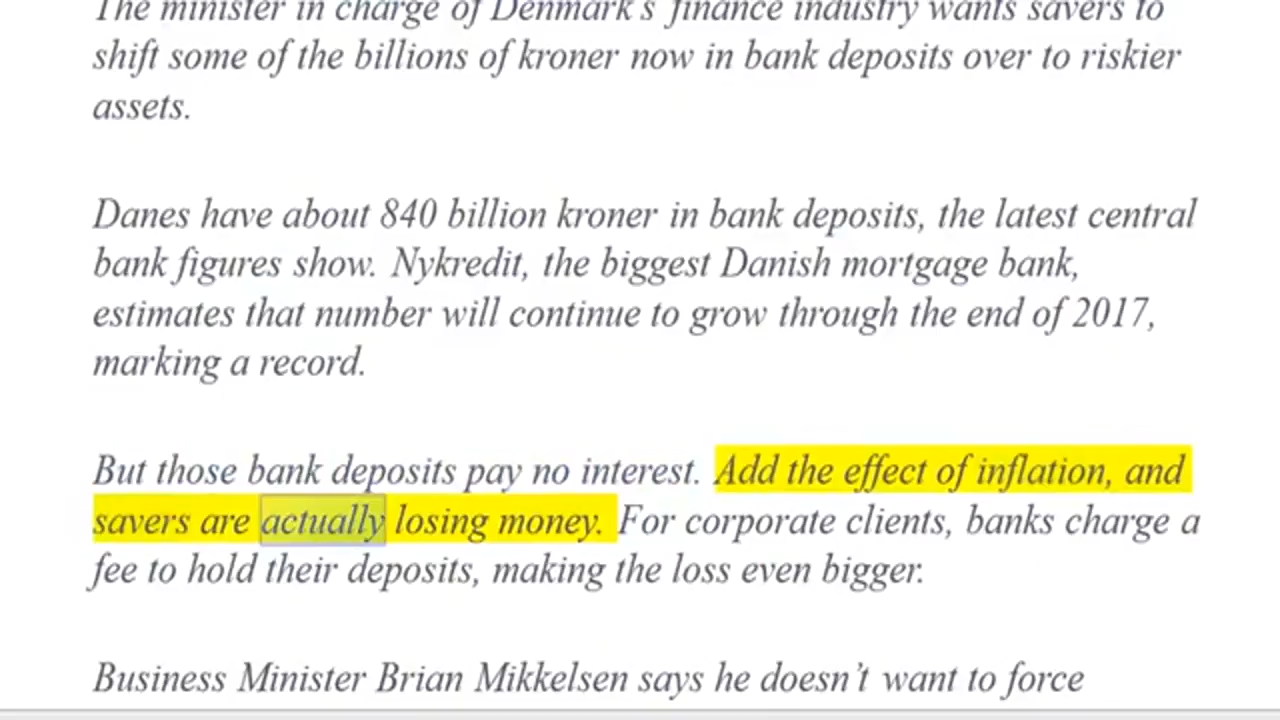 The minister in charge of Denmark's finance industry wants savers to
shift some of the billions of kroner now in bank deposits over to riskier
assets.
Danes have about 840 billion kroner in bank deposits, the latest central
bank figures show. Nykredit, the biggest Danish mortgage bank,
estimates that number will continue to grow through the end of 2017,
marking a record.
But those bank deposits pay no interest. Add the effect of inflation, and
savers are actually losing money. For corporate clients, banks charge a
fee to hold their deposits, making the loss even bigger.
Business Minister Brian Mikkelsen says he doesn’t want to force